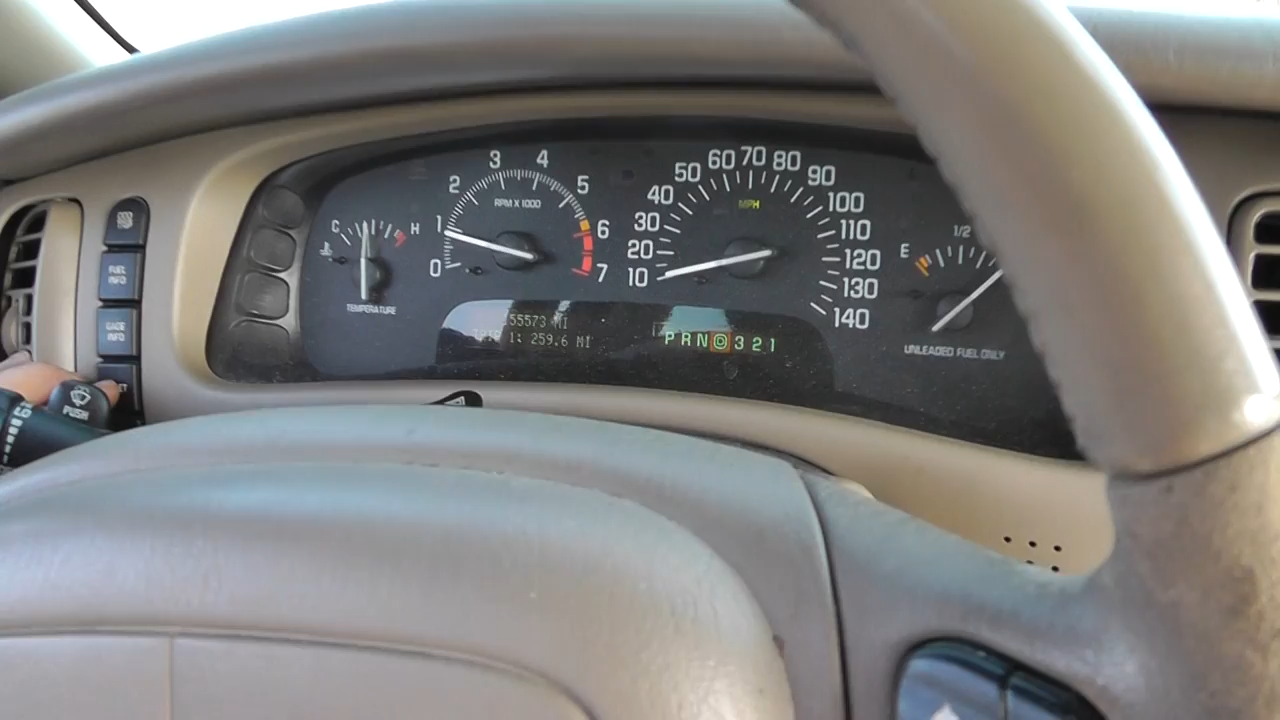 C
H
TEMPERATURE
0
1
2
3
4
5
6
7
RPM X 1000
10
20
30
40
50
60
70
80
90
100
110
120
130
140
MPH
E
1/2
UNLEADED FUEL ONLY
55573 MI
TRIP 1: 259.6 MI
P R N D 3 2 1
FUEL
INFO
GAGE
INFO
PUSH